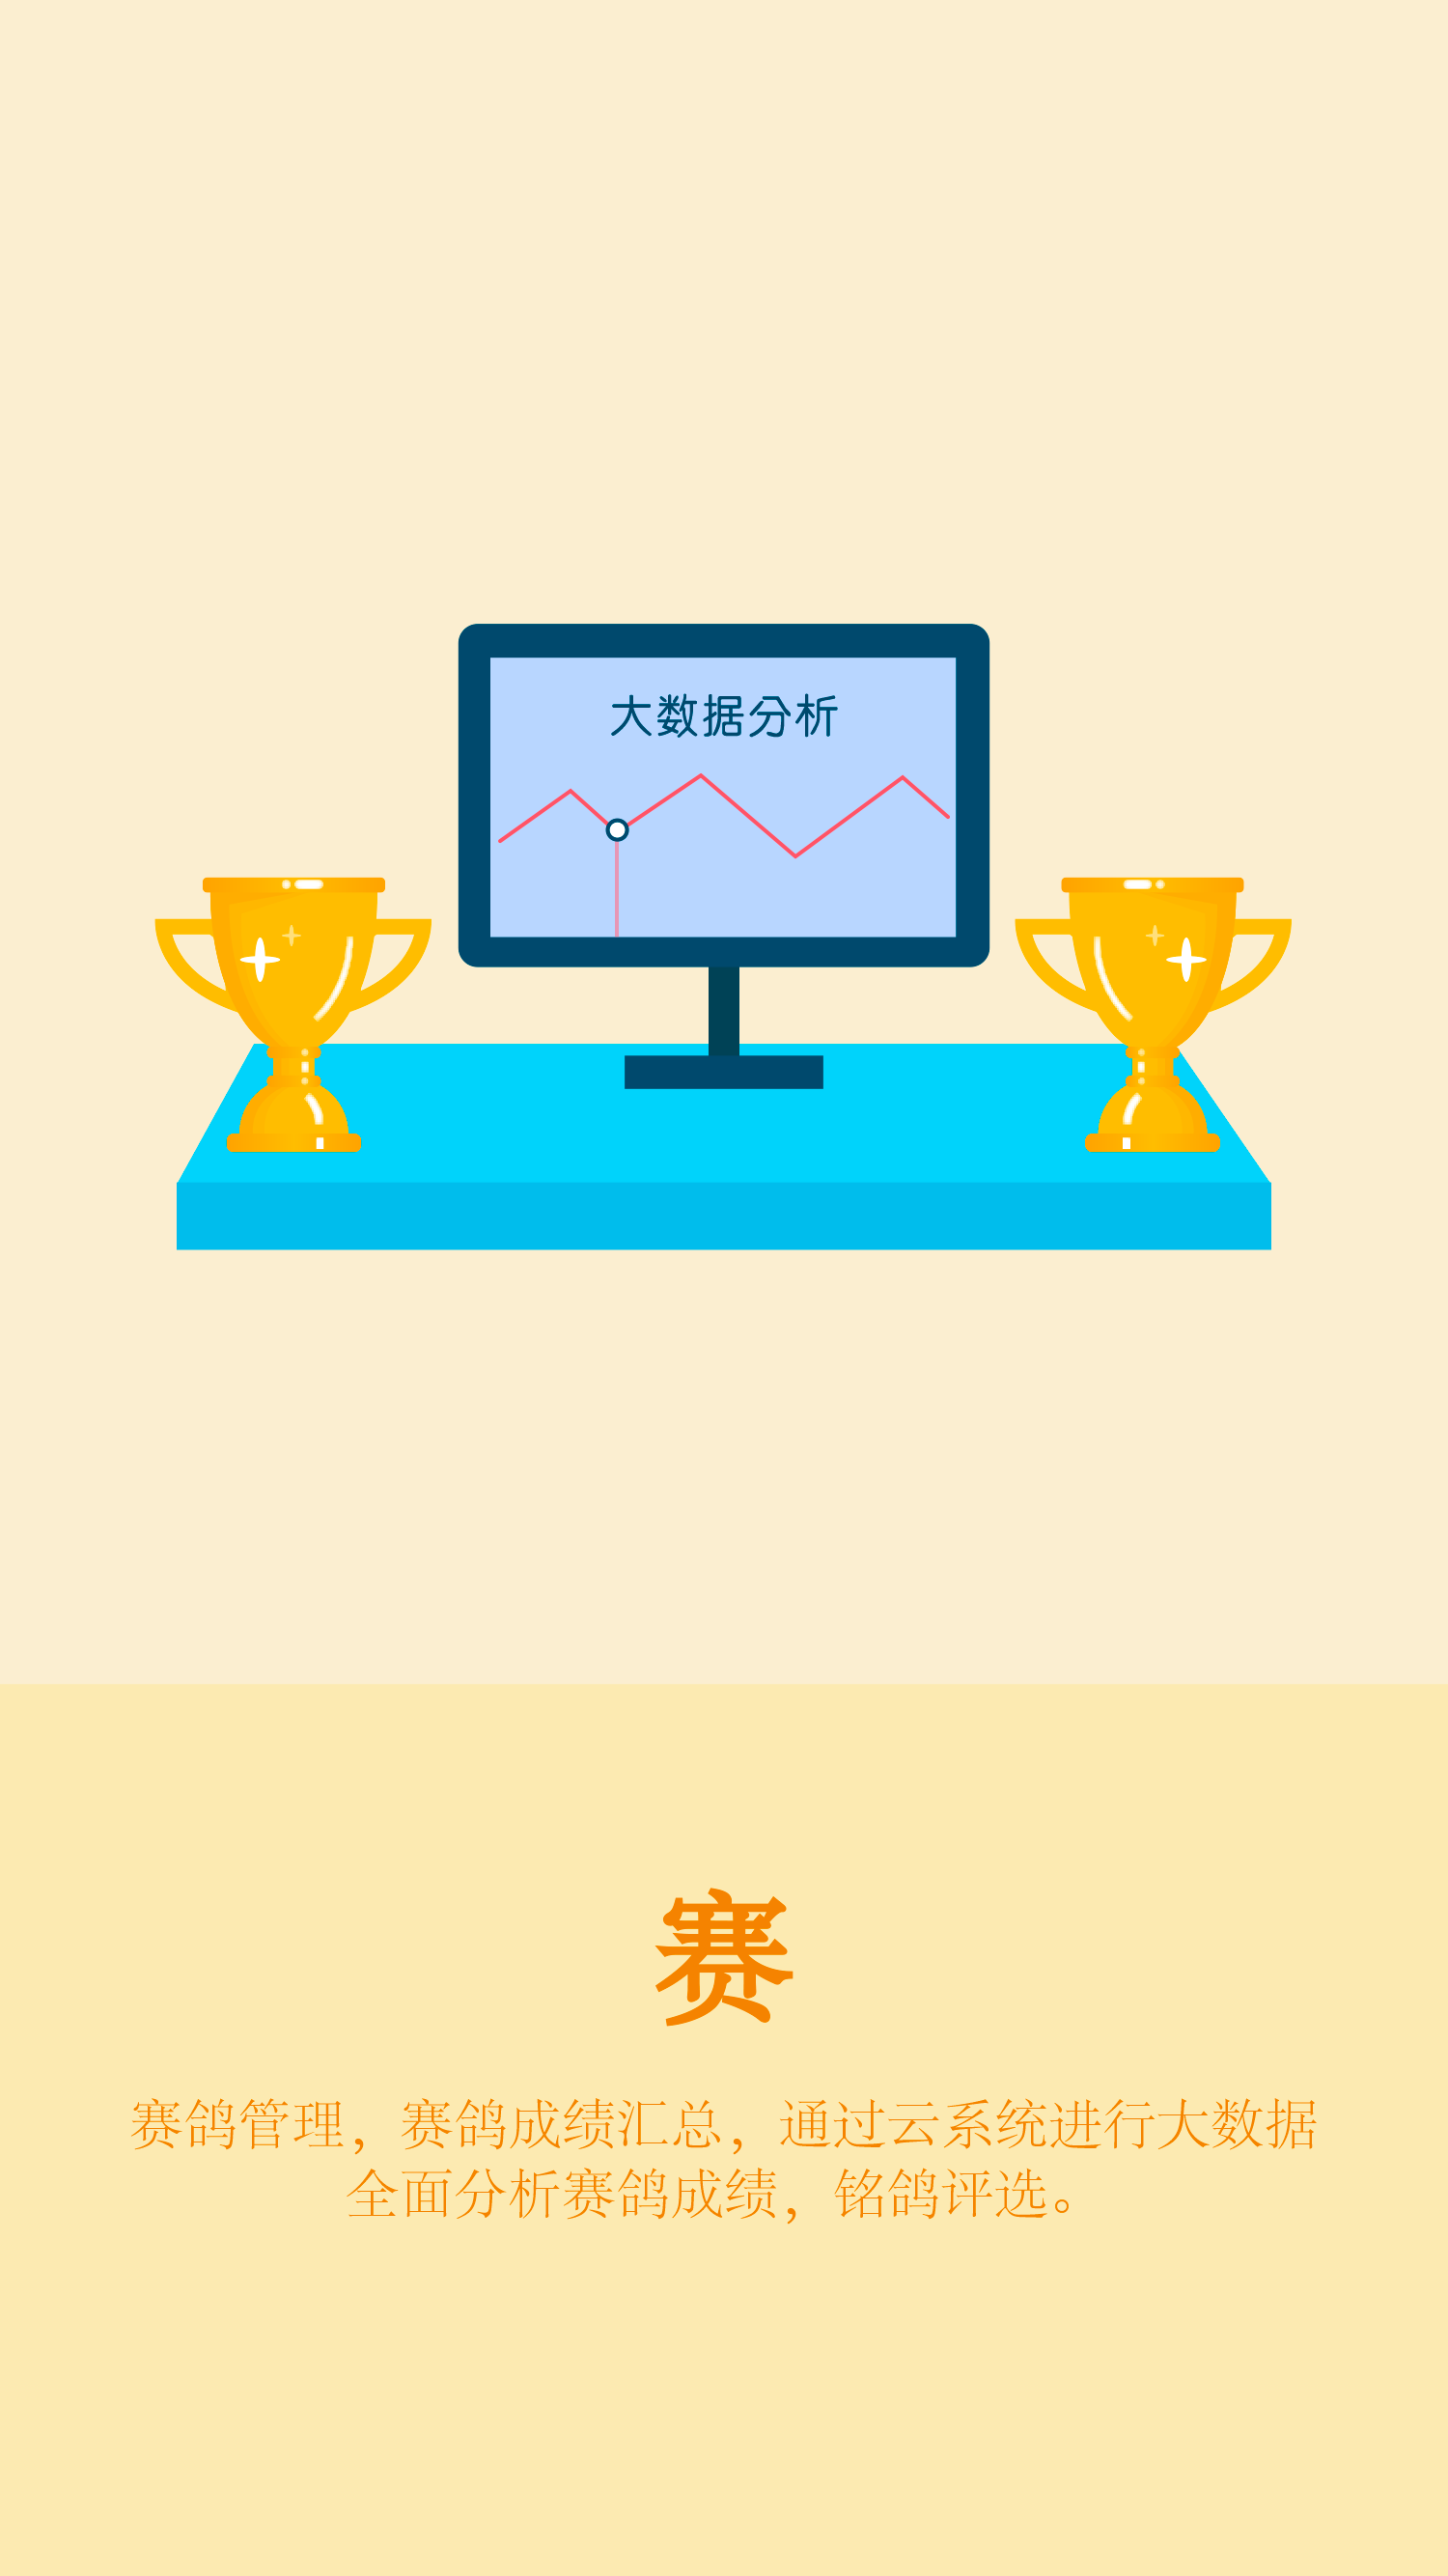 大数据分析
赛
赛鸽管理，赛鸽成绩汇总，通过云系统进行大数据
全面分析赛鸽成绩，铭鸽评选。